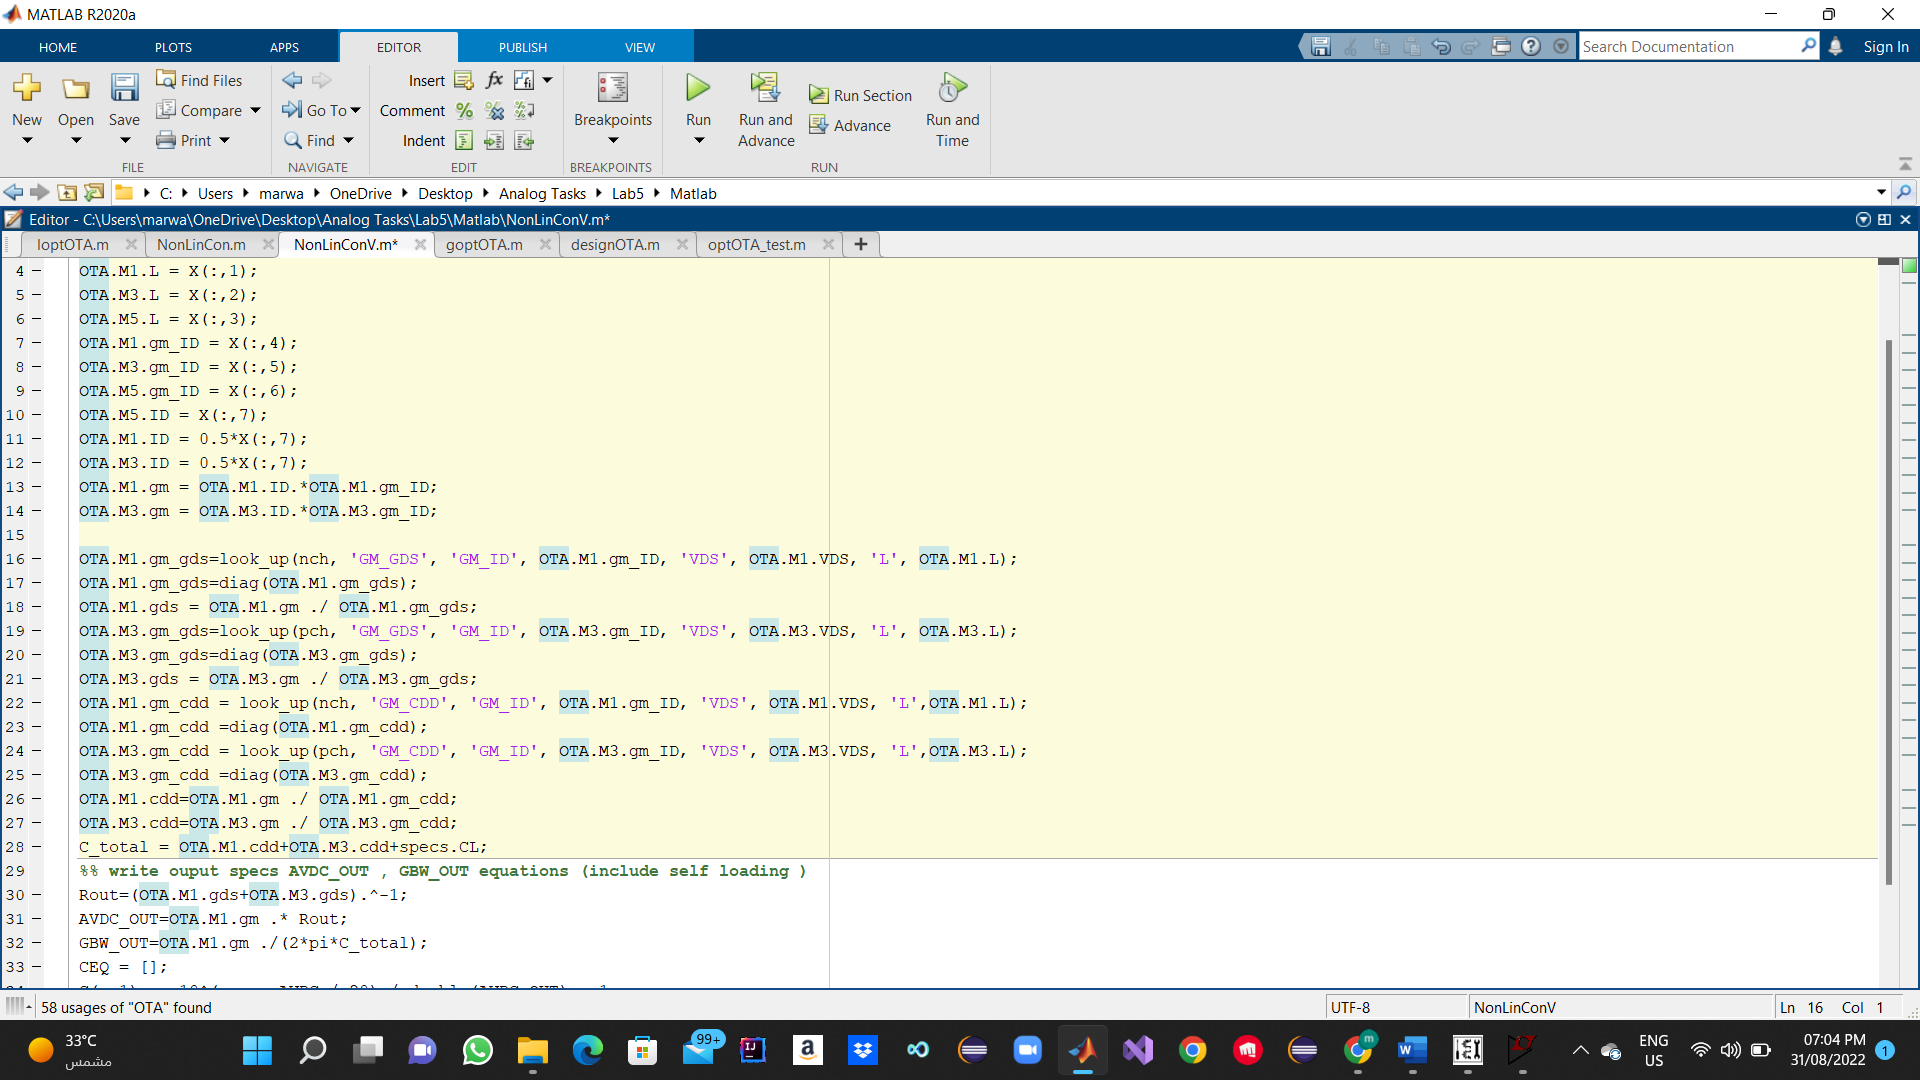 MATLAB R2020a
HOME PLOTS APPS EDITOR PUBLISH VIEW
Search Documentation
Sign In
New Open Save
Find Files
Compare
Print
FILE
Go To
Find
NAVIGATE
Insert
Comment
Indent
EDIT
Breakpoints
BREAKPOINTS
Run
Run and Advance
Run Section
Advance
Run and Time
RUN
C: Users marwa OneDrive Desktop Analog Tasks Lab5 Matlab
Editor - C:\Users\marwa\OneDrive\Desktop\Analog Tasks\Lab5\Matlab\NonLinConV.m*
IoptOTA.m NonLinCon.m NonLinConV.m* goptOTA.m designOTA.m optOTA_test.m
4 OTA.M1.L = X(:,1);
5 OTA.M3.L = X(:,2);
6 OTA.M5.L = X(:,3);
7 OTA.M1.gm_ID = X(:,4);
8 OTA.M3.gm_ID = X(:,5);
9 OTA.M5.gm_ID = X(:,6);
10 OTA.M5.ID = X(:,7);
11 OTA.M1.ID = 0.5*X(:,7);
12 OTA.M3.ID = 0.5*X(:,7);
13 OTA.M1.gm = OTA.M1.ID.*OTA.M1.gm_ID;
14 OTA.M3.gm = OTA.M3.ID.*OTA.M3.gm_ID;
15
16 OTA.M1.gm_gds=look_up(nch, 'GM_GDS', 'GM_ID', OTA.M1.gm_ID, 'VDS', OTA.M1.VDS, 'L', OTA.M1.L);
17 OTA.M1.gm_gds=diag(OTA.M1.gm_gds);
18 OTA.M1.gds = OTA.M1.gm ./ OTA.M1.gm_gds;
19 OTA.M3.gm_gds=look_up(pch, 'GM_GDS', 'GM_ID', OTA.M3.gm_ID, 'VDS', OTA.M3.VDS, 'L', OTA.M3.L);
20 OTA.M3.gm_gds=diag(OTA.M3.gm_gds);
21 OTA.M3.gds = OTA.M3.gm ./ OTA.M3.gm_gds;
22 OTA.M1.gm_cdd = look_up(nch, 'GM_CDD', 'GM_ID', OTA.M1.gm_ID, 'VDS', OTA.M1.VDS, 'L',OTA.M1.L);
23 OTA.M1.gm_cdd =diag(OTA.M1.gm_cdd);
24 OTA.M3.gm_cdd = look_up(pch, 'GM_CDD', 'GM_ID', OTA.M3.gm_ID, 'VDS', OTA.M3.VDS, 'L',OTA.M3.L);
25 OTA.M3.gm_cdd =diag(OTA.M3.gm_cdd);
26 OTA.M1.cdd=OTA.M1.gm ./ OTA.M1.gm_cdd;
27 OTA.M3.cdd=OTA.M3.gm ./ OTA.M3.gm_cdd;
28 C_total = OTA.M1.cdd+OTA.M3.cdd+specs.CL;
29 %% write ouput specs AVDC_OUT , GBW_OUT equations (include self loading )
30 Rout=(OTA.M1.gds+OTA.M3.gds).^-1;
31 AVDC_OUT=OTA.M1.gm .* Rout;
32 GBW_OUT=OTA.M1.gm ./(2*pi*C_total);
33 CEQ = [];
58 usages of "OTA" found
UTF-8
NonLinConV
Ln 16 Col 1
33°C
مشمس
99+
ENG
US
07:04 PM
31/08/2022
1